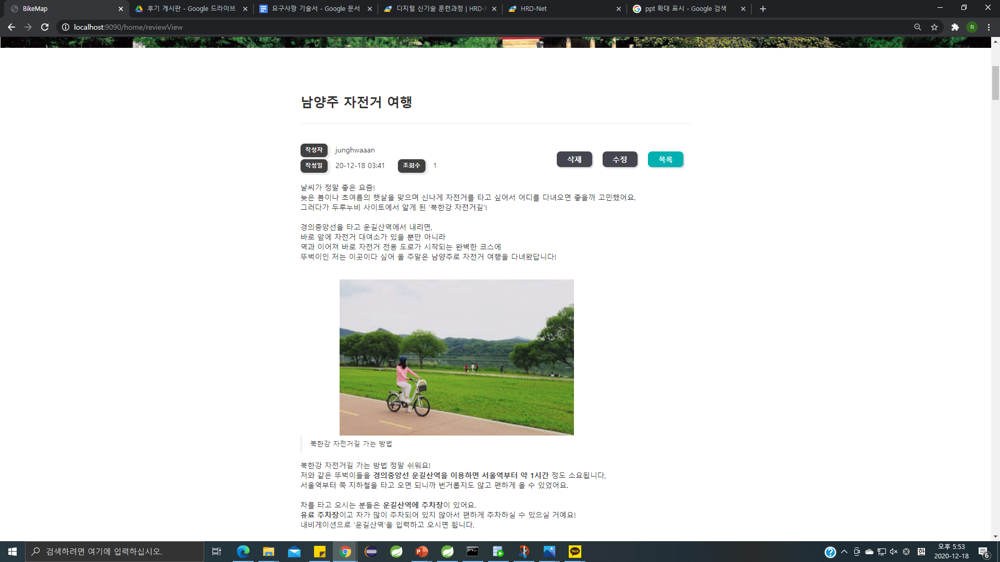 BikeMap
후기 게시판 - Google 드라이브
요구사항 기술서 - Google 문서
디지털 신기술 훈련과정 | HRD-N
HRD-Net
ppt 확대 표시 - Google 검색
localhost:9090/home/reviewView
최
남양주 자전거 여행
작성자 junghwaaan
작성일 20-12-18 03:41 조회수 1
삭제 수정 목록
날씨가 정말 좋은 요즘!
늦은 봄이나 초여름의 햇살을 맞으며 신나게 자전거를 타고 싶어서 어디를 다녀오면 좋을까 고민했어요.
그러다가 두루누비 사이트에서 알게 된 '북한강 자전거길'!
경의중앙선을 타고 운길산역에서 내리면,
바로 앞에 자전거 대여소가 있을 뿐만 아니라
역과 이어져 바로 자전거 전용 도로가 시작되는 완벽한 코스에
뚜벅이인 저는 이곳이다 싶어 올 주말은 남양주로 자전거 여행을 다녀왔답니다!
북한강 자전거길 가는 방법
북한강 자전거길 가는 방법 정말 쉬워요!
저와 같은 뚜벅이들을 경의중앙선 운길산역을 이용하면 서울역부터 약 1시간 정도 소요됩니다,
서울역부터 쭉 지하철을 타고 오면 되니까 번거롭지도 않고 편하게 올 수 있었어요.
차를 타고 오시는 분들은 운길산역에 주차장이 있어요.
유료 주차장이고 차가 많이 주차되어 있지 않아서 편하게 주차하실 수 있으실 거예요!
내비게이션으로 '운길산역'을 입력하고 오시면 됩니다.
검색하려면 여기에 입력하십시오.
TALK
한
오후 5:53
2020-12-18
6